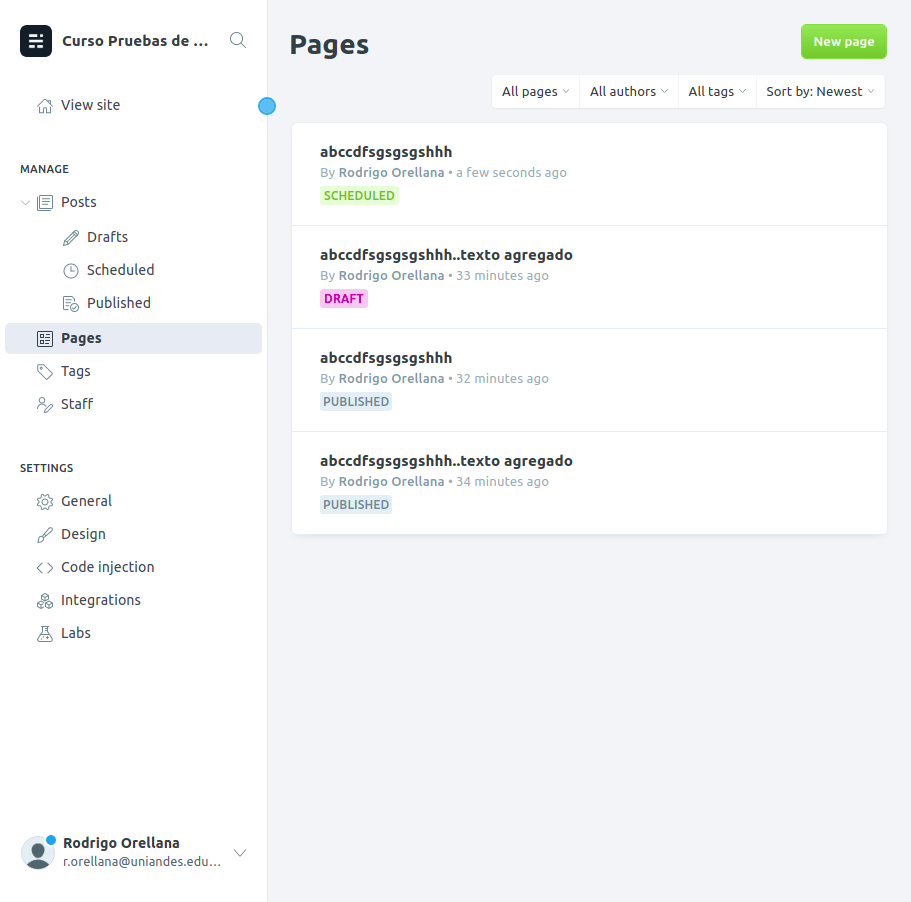 Curso Pruebas de ...
View site
MANAGE
Posts
Drafts
Scheduled
Published
Pages
Tags
Staff
SETTINGS
General
Design
Code injection
Integrations
Labs
Rodrigo Orellana
r.orellana@uniandes.edu...
Pages
New page
All pages
All authors
All tags
Sort by: Newest
abccdfsgsgsgshhh
By Rodrigo Orellana • a few seconds ago
SCHEDULED
abccdfsgsgsgshhh..texto agregado
By Rodrigo Orellana • 33 minutes ago
DRAFT
abccdfsgsgsgshhh
By Rodrigo Orellana • 32 minutes ago
PUBLISHED
abccdfsgsgsgshhh..texto agregado
By Rodrigo Orellana • 34 minutes ago
PUBLISHED